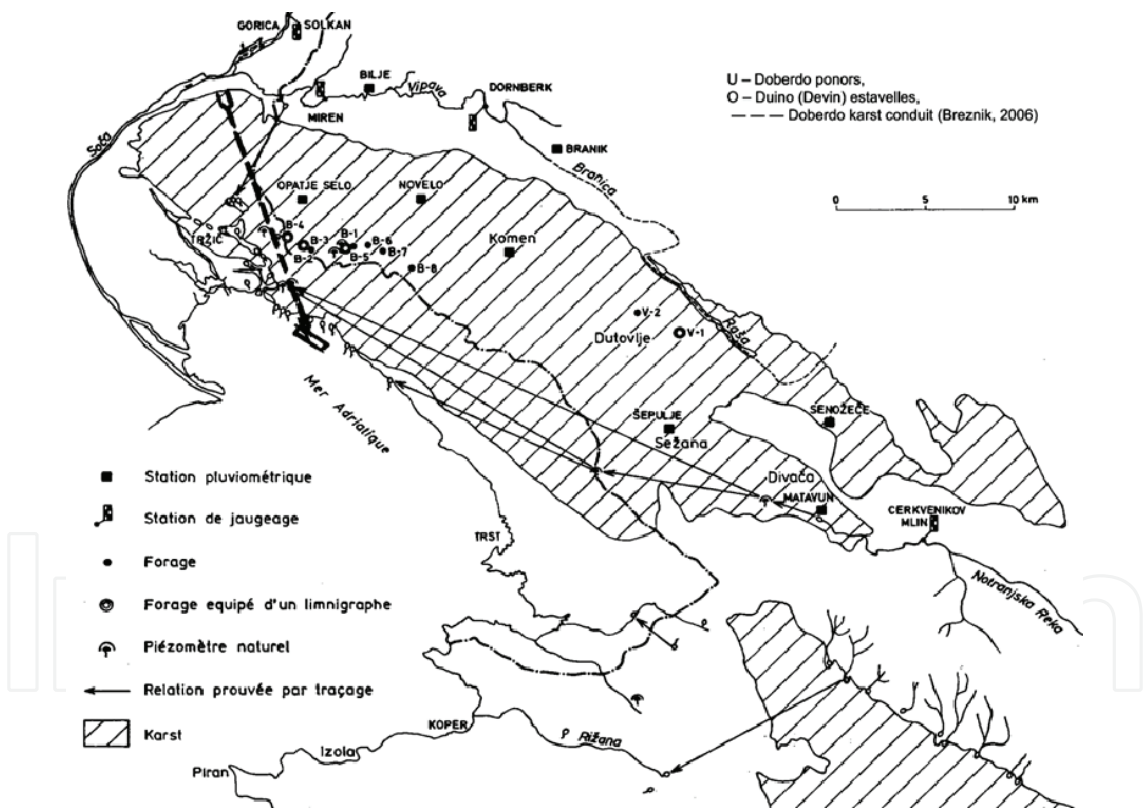 GORICA
SOLKAN
BILJE
Vipava
DORNBERK
MIREN
BRANIK
Branica
Soča
OPATJE SELO
NOVELO
TRŽIČ
B-4
B-3
B-1
B-6
B-7
B-2
B-5
B-8
Komen
V-2
Dutovlje
V-1
Raša
U – Doberdo ponors,
O – Duino (Devin) estavelles,
Doberdo karst conduit (Breznik, 2006)
0 5 10 km
Mer Adriatique
ŠEPULJE
Sežana
SENOŽEČE
Divača
MATAVUN
CERKVENIKOV
MLIN
Notranjska Reka
TRST
KOPER
Izola
Piran
Rižana
Station pluviométrique
Station de jaugeage
Forage
Forage equipé d'un limnigraphe
Piézomètre naturel
Relation prouvée par traçage
Karst